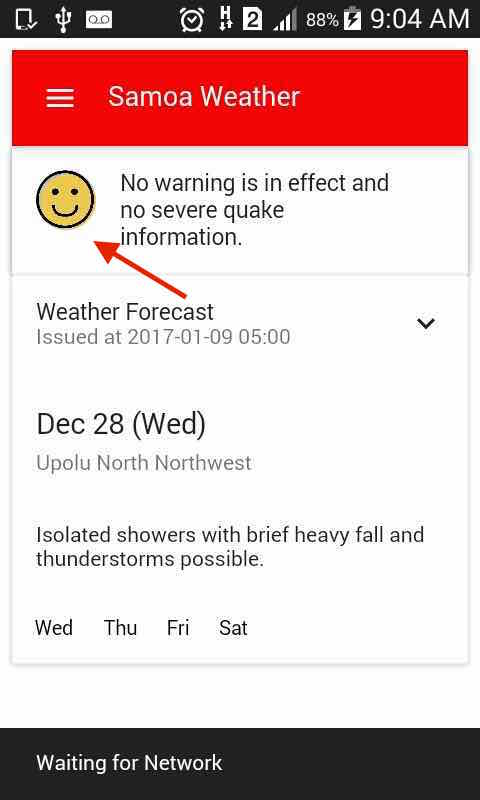 H 2 88% 9:04 AM
Samoa Weather
No warning is in effect and
no severe quake
information.
Weather Forecast
Issued at 2017-01-09 05:00
Dec 28 (Wed)
Upolu North Northwest
Isolated showers with brief heavy fall and
thunderstorms possible.
Wed Thu Fri Sat
Waiting for Network